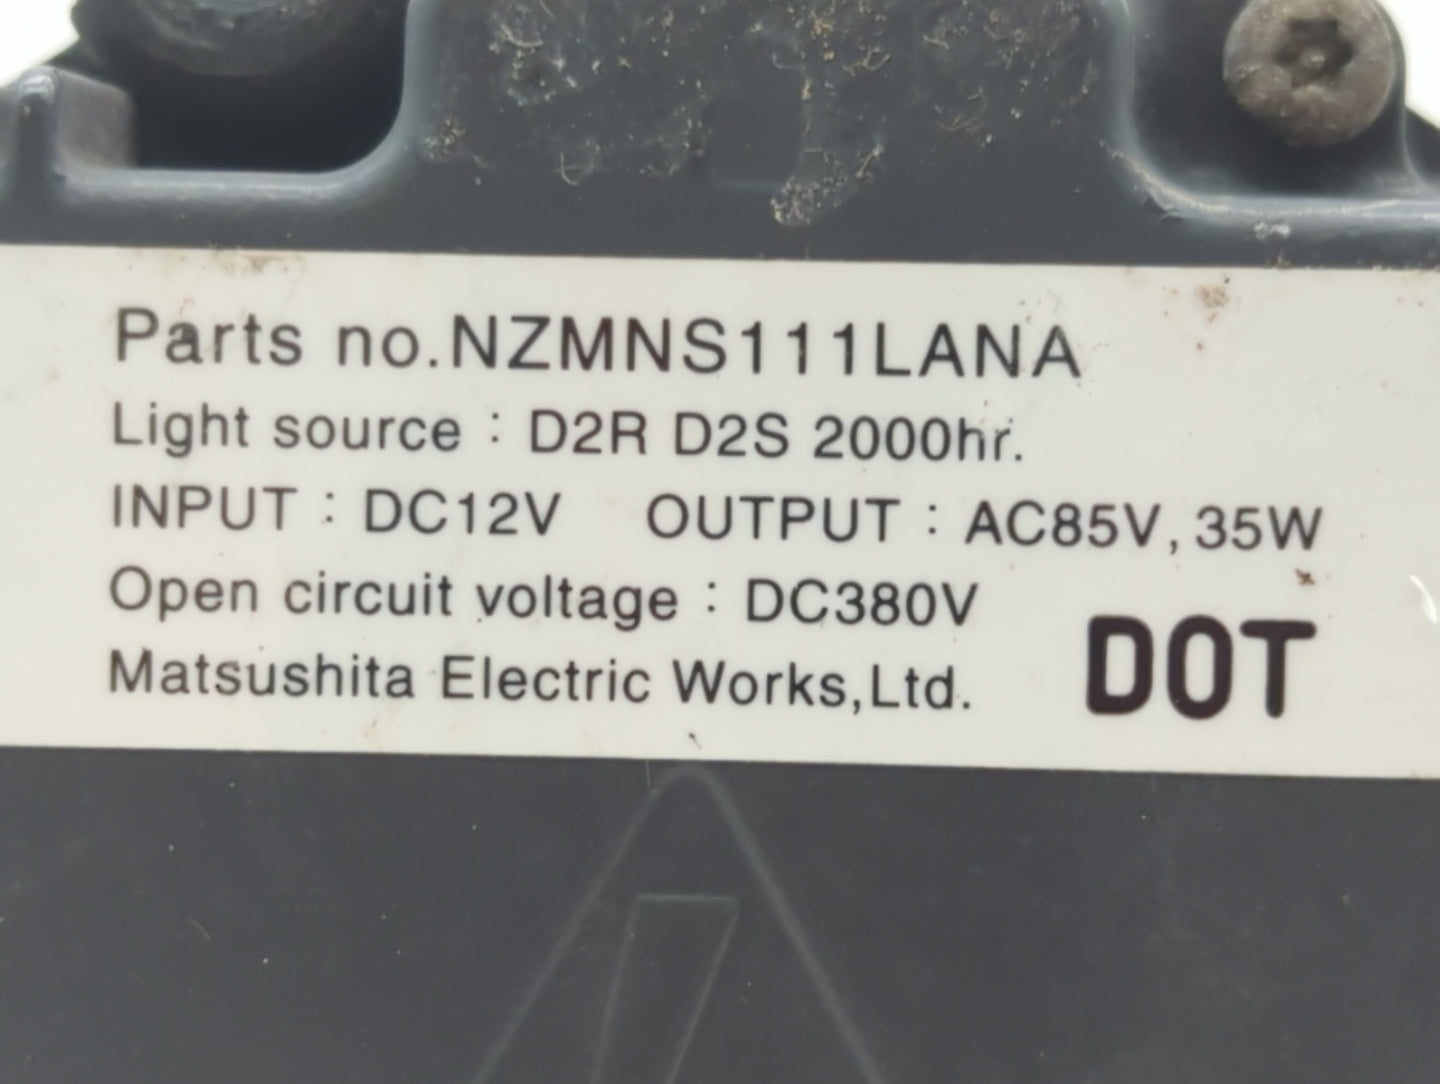 Parts no.NZMNS111LANA
Light source : D2R D2S 2000hr.
INPUT : DC12V OUTPUT : AC85V,35W
Open circuit voltage : DC380V
Matsushita Electric Works,Ltd.
DOT